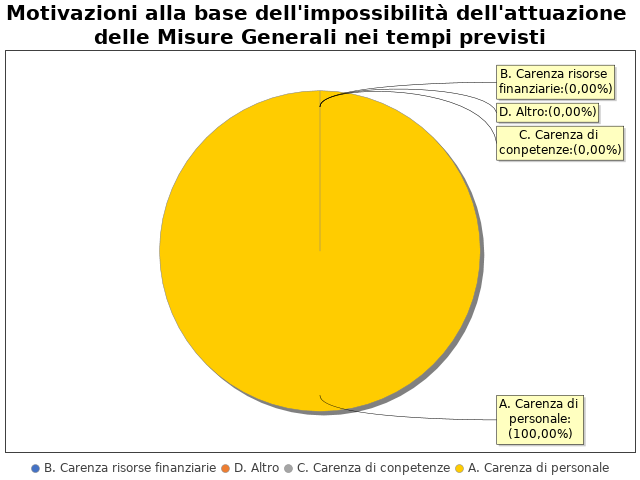 Motivazioni alla base dell'impossibilità dell'attuazione
delle Misure Generali nei tempi previsti
B. Carenza risorse
finanziarie:(0,00%)
D. Altro:(0,00%)
C. Carenza di
conpetenze:(0,00%)
A. Carenza di
personale:
(100,00%)
B. Carenza risorse finanziarie D. Altro C. Carenza di conpetenze A. Carenza di personale